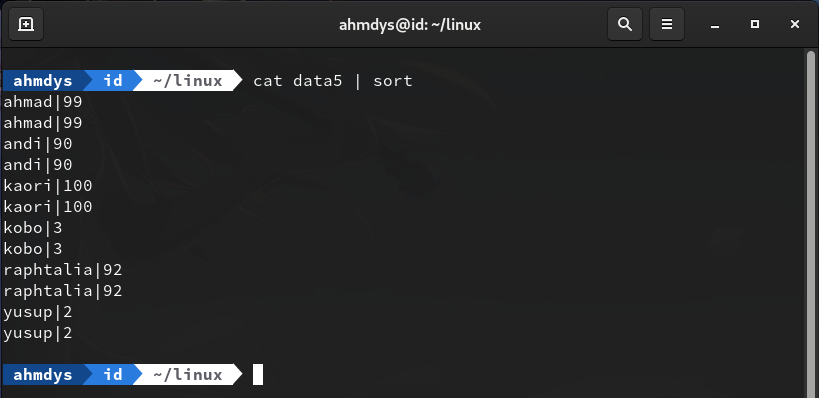 ahmdys@id: ~/linux
ahmdys id ~/linux cat data5 | sort
ahmad|99
ahmad|99
andi|90
andi|90
kaori|100
kaori|100
kobo|3
kobo|3
raphtalia|92
raphtalia|92
yusup|2
yusup|2
ahmdys id ~/linux